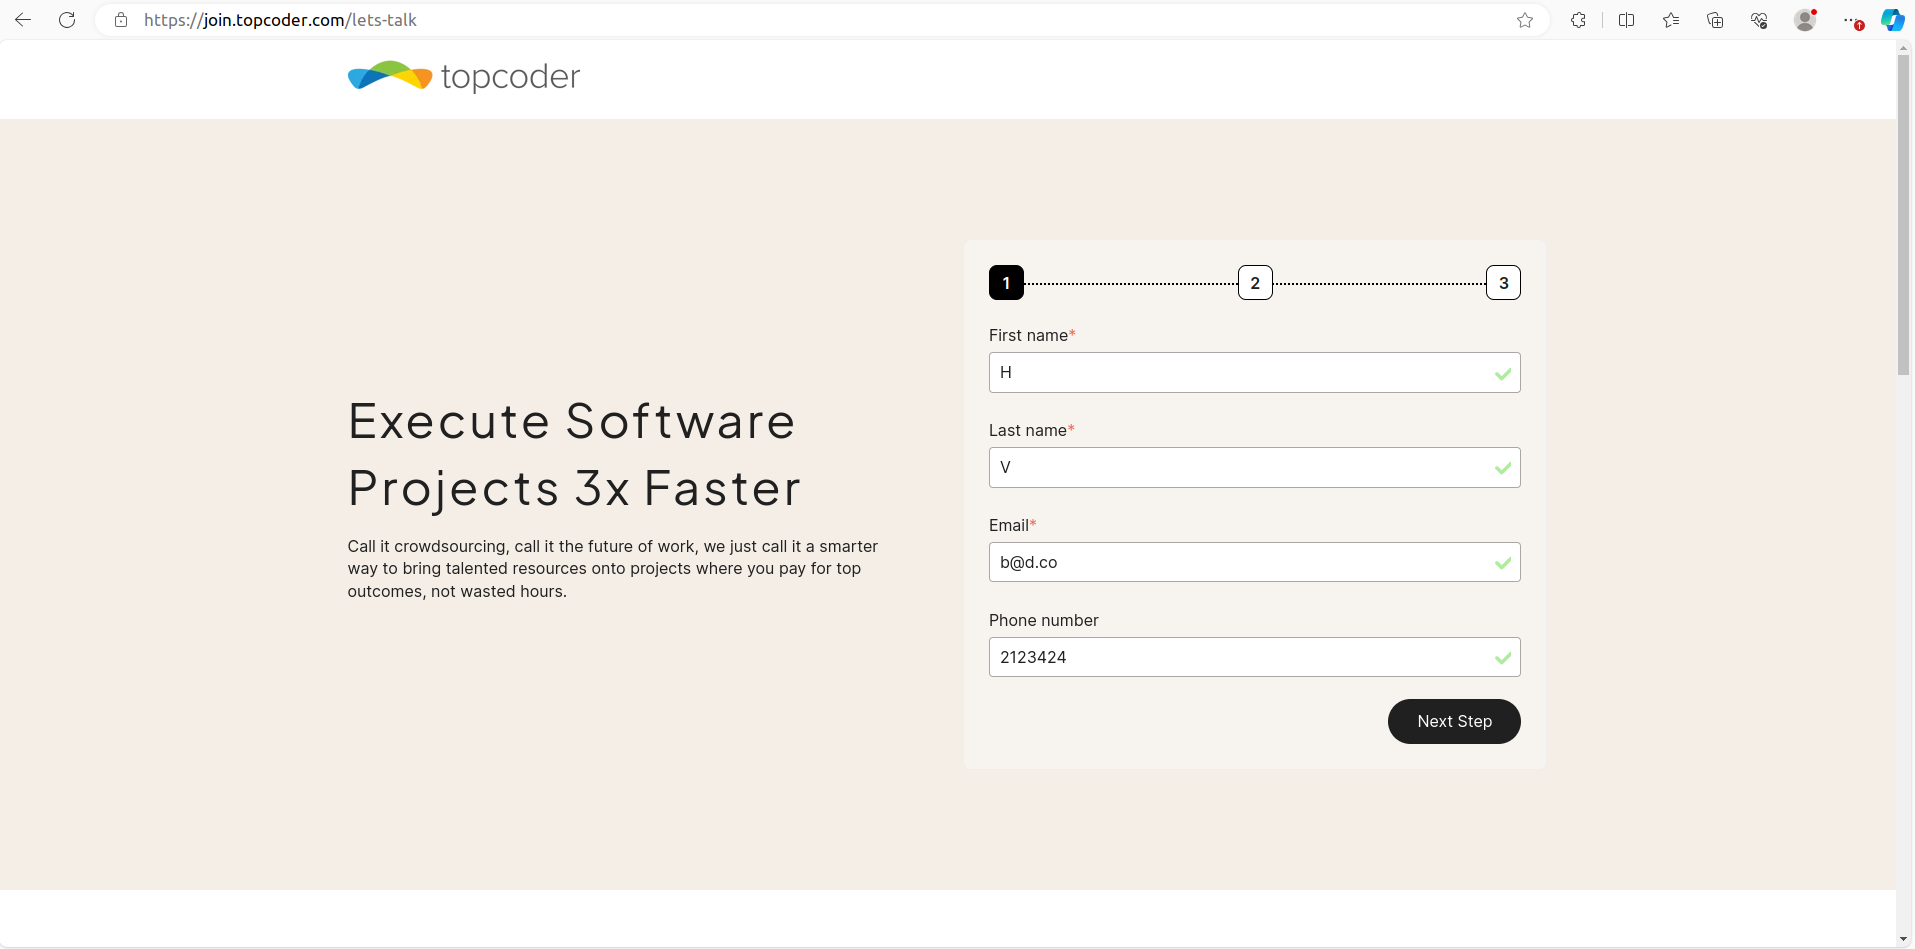 https://join.topcoder.com/lets-talk
topcoder
Execute Software
Projects 3x Faster
Call it crowdsourcing, call it the future of work, we just call it a smarter
way to bring talented resources onto projects where you pay for top
outcomes, not wasted hours.
1 2 3
First name*
H
Last name*
V
Email*
b@d.co
Phone number
2123424
Next Step